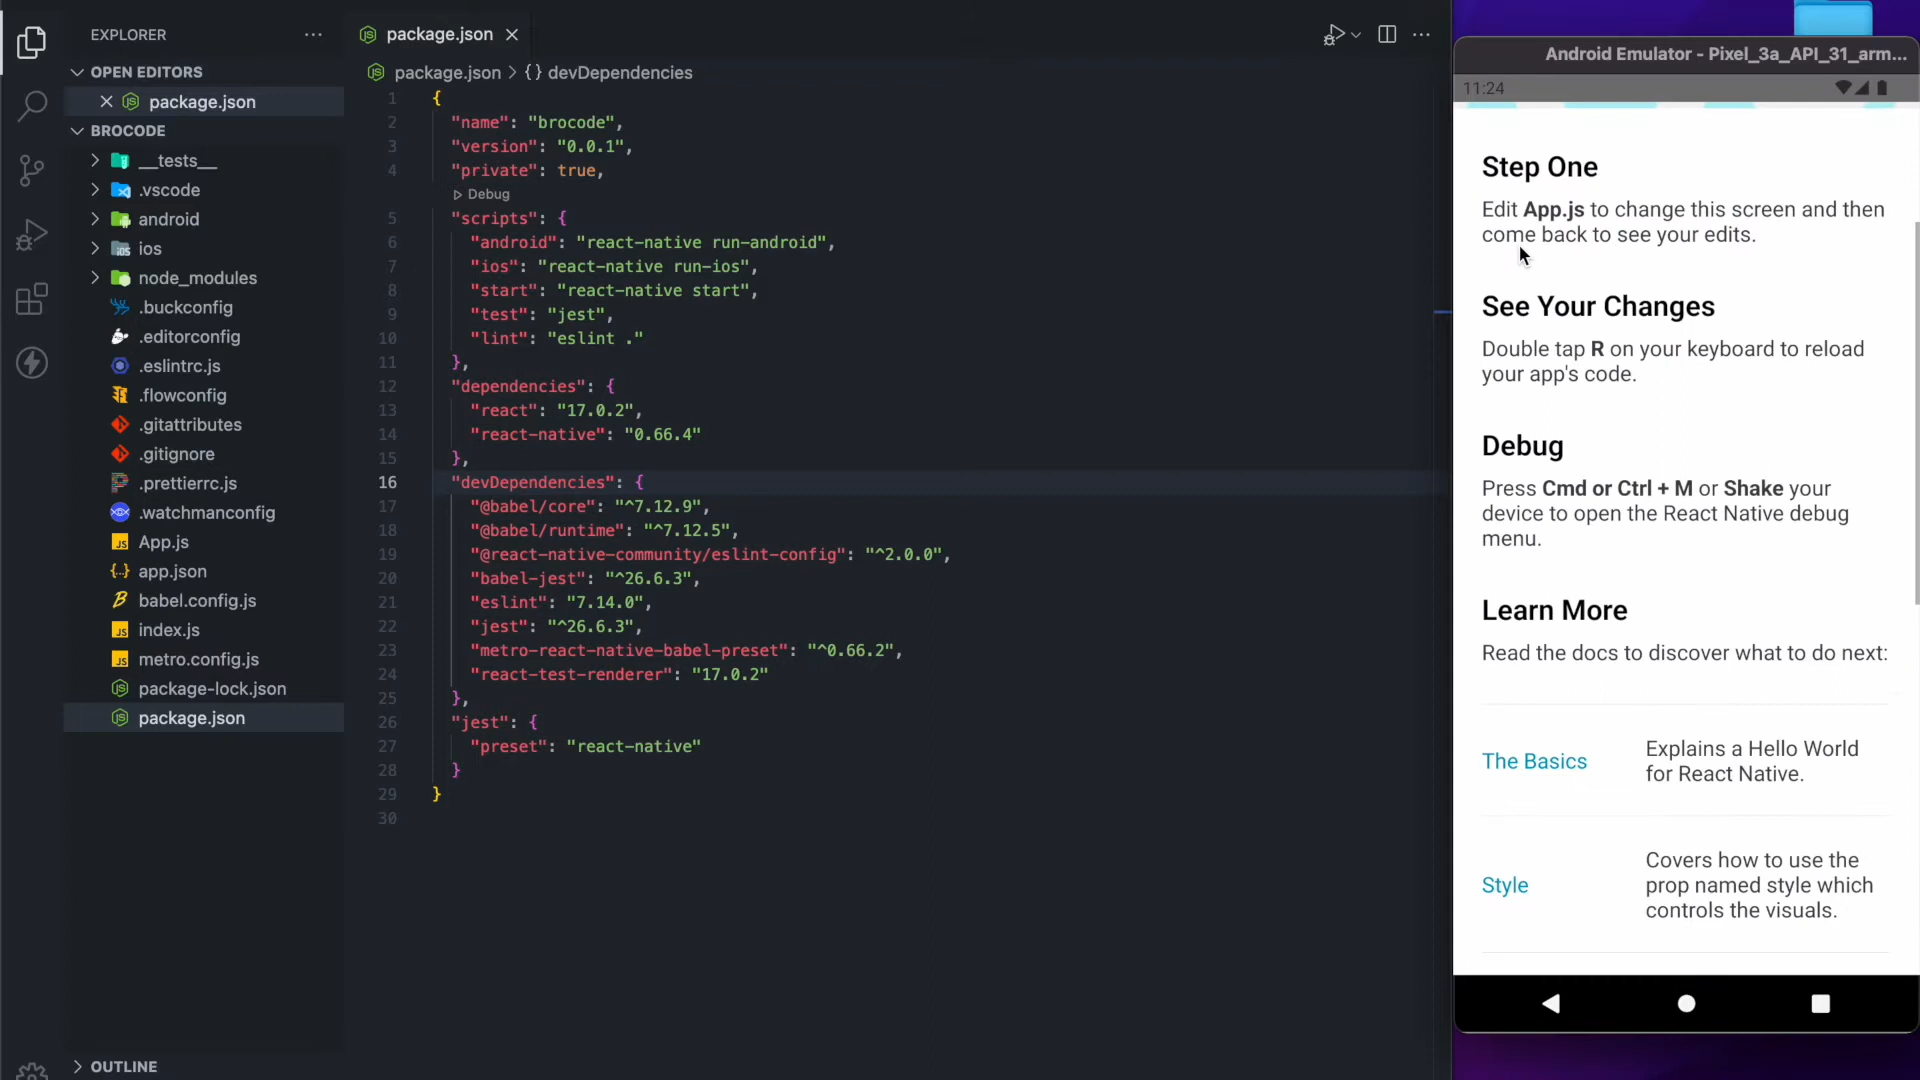 EXPLORER
OPEN EDITORS
package.json
BROCODE
__tests__
.vscode
android
ios
node_modules
.buckconfig
.editorconfig
.eslintrc.js
.flowconfig
.gitattributes
.gitignore
.prettierrc.js
.watchmanconfig
App.js
app.json
babel.config.js
index.js
metro.config.js
package-lock.json
package.json
OUTLINE
package.json
package.json > {} devDependencies
1 {
2 "name": "brocode",
3 "version": "0.0.1",
4 "private": true,
Debug
5 "scripts": {
6 "android": "react-native run-android",
7 "ios": "react-native run-ios",
8 "start": "react-native start",
9 "test": "jest",
10 "lint": "eslint ."
11 },
12 "dependencies": {
13 "react": "17.0.2",
14 "react-native": "0.66.4"
15 },
16 "devDependencies": {
17 "@babel/core": "^7.12.9",
18 "@babel/runtime": "^7.12.5",
19 "@react-native-community/eslint-config": "^2.0.0",
20 "babel-jest": "^26.6.3",
21 "eslint": "7.14.0",
22 "jest": "^26.6.3",
23 "metro-react-native-babel-preset": "^0.66.2",
24 "react-test-renderer": "17.0.2"
25 },
26 "jest": {
27 "preset": "react-native"
28 }
29 }
30
Android Emulator - Pixel_3a_API_31_arm...
11:24
Step One
Edit App.js to change this screen and then
come back to see your edits.
See Your Changes
Double tap R on your keyboard to reload
your app's code.
Debug
Press Cmd or Ctrl + M or Shake your
device to open the React Native debug
menu.
Learn More
Read the docs to discover what to do next:
The Basics
Explains a Hello World
for React Native.
Style
Covers how to use the
prop named style which
controls the visuals.